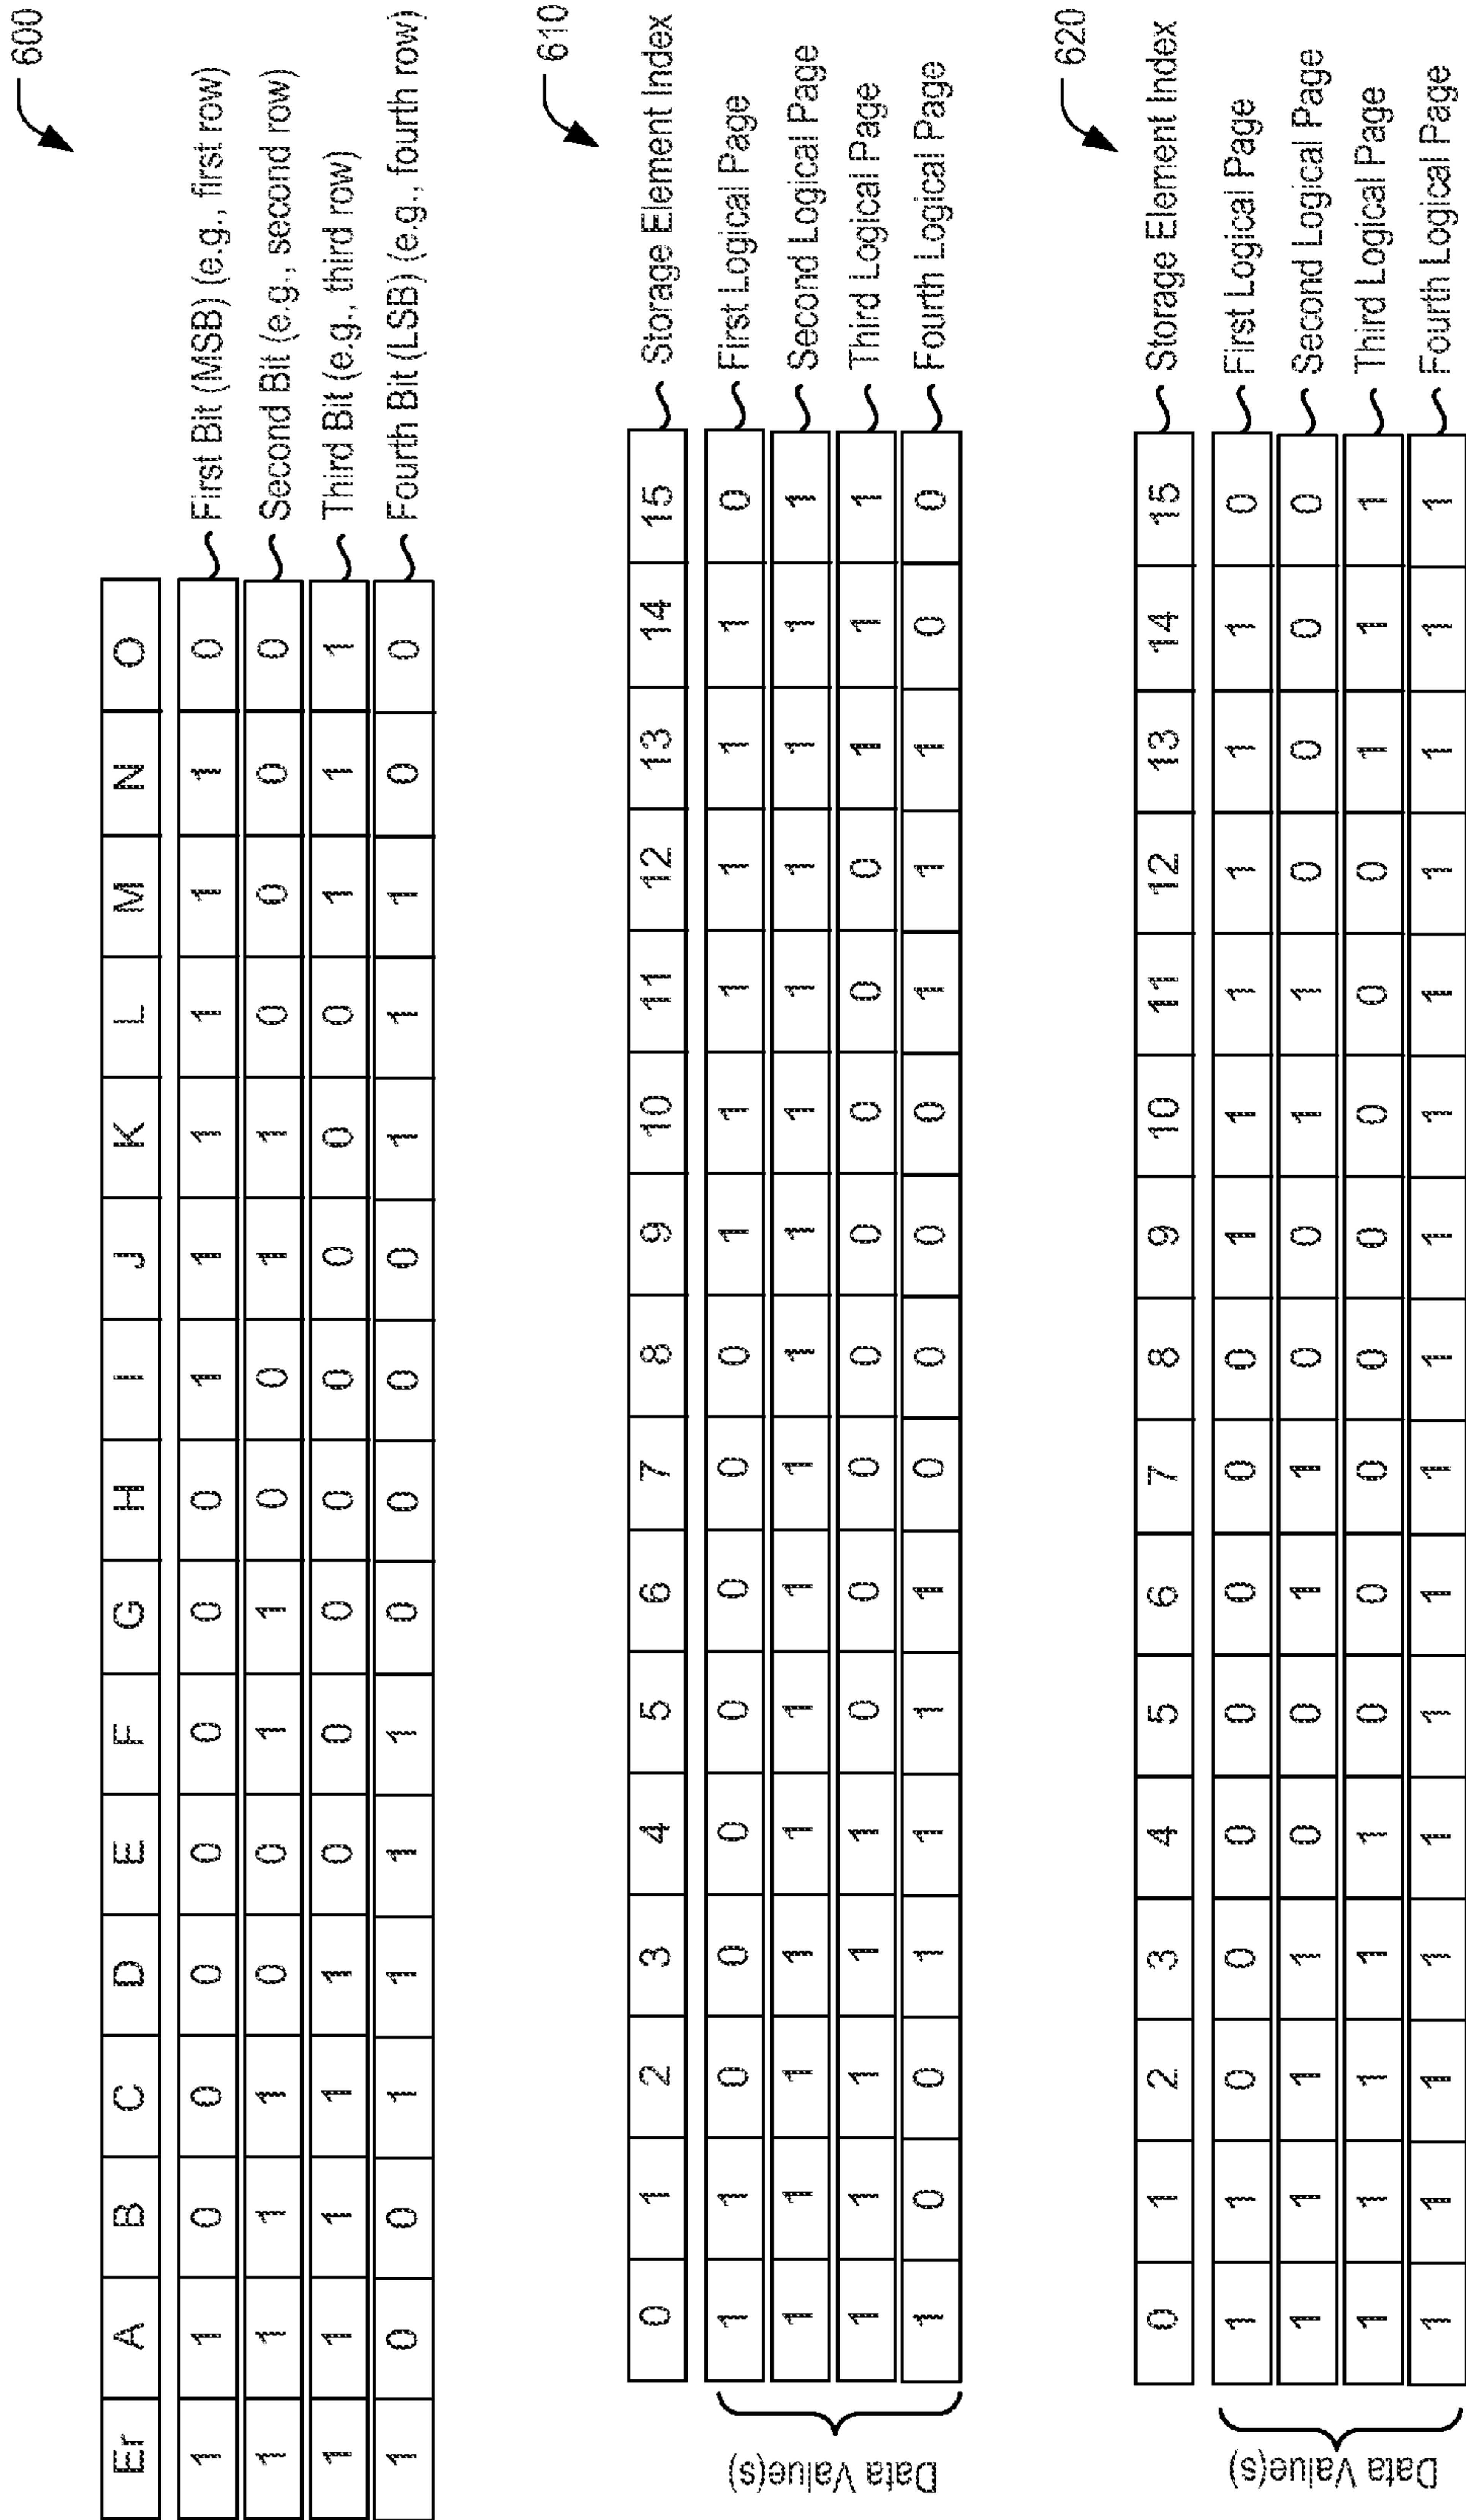 600
Er A B C D E F G H I J K L M N O
1 1 0 0 0 0 0 0 0 1 1 1 1 1 1 0 First Bit (MSB) (e.g., first row)
1 1 1 1 0 0 1 1 0 0 1 1 0 0 0 0 Second Bit (e.g., second row)
1 1 1 1 1 0 0 0 0 0 0 0 0 1 1 1 Third Bit (e.g., third row)
1 0 0 1 1 1 1 0 0 0 0 1 1 1 0 0 Fourth Bit (LSB) (e.g., fourth row)
610
0 1 2 3 4 5 6 7 8 9 10 11 12 13 14 15 Storage Element Index
Data Value(s)
1 1 0 0 0 0 0 0 0 1 1 1 1 1 1 0 First Logical Page
1 1 1 1 1 1 1 1 1 1 1 1 1 1 1 1 Second Logical Page
1 1 1 1 1 0 0 0 0 0 0 0 0 1 1 1 Third Logical Page
1 0 0 1 1 1 1 0 0 0 0 1 1 1 0 0 Fourth Logical Page
620
0 1 2 3 4 5 6 7 8 9 10 11 12 13 14 15 Storage Element Index
Data Value(s)
1 1 0 0 0 0 0 0 0 1 1 1 1 1 1 0 First Logical Page
1 1 1 1 0 0 1 1 0 0 1 1 0 0 0 0 Second Logical Page
1 1 1 1 1 0 0 0 0 0 0 0 0 1 1 1 Third Logical Page
1 1 1 1 1 1 1 1 1 1 1 1 1 1 1 1 Fourth Logical Page